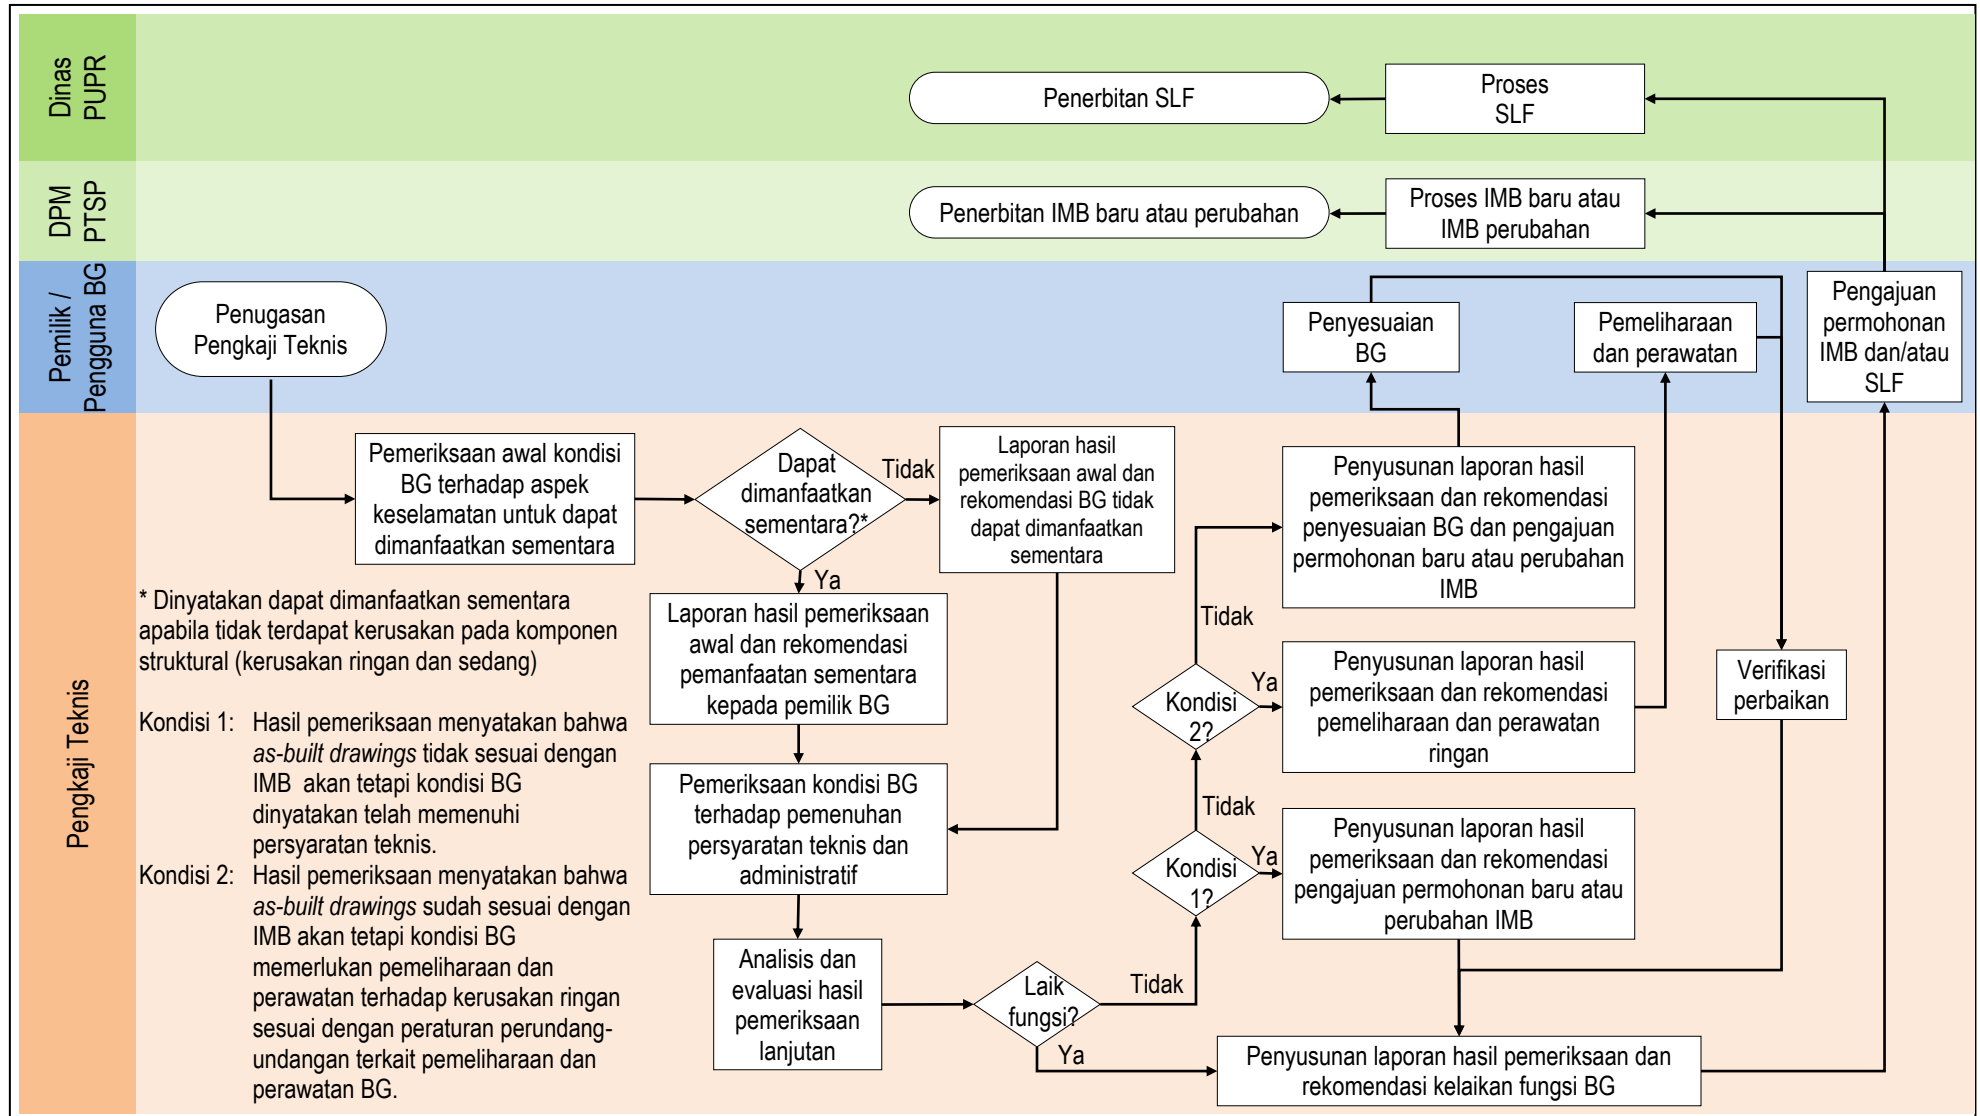 Dinas
PUPR
Penerbitan SLF
Proses
SLF
DPM
PTSP
Penerbitan IMB baru atau perubahan
Proses IMB baru atau
IMB perubahan
Pemilik /
Pengguna BG
Penugasan
Pengkaji Teknis
Penyesuaian
BG
Pemeliharaan
dan perawatan
Pengajuan
permohonan
IMB dan/atau
SLF
Pengkaji Teknis
Pemeriksaan awal kondisi
BG terhadap aspek
keselamatan untuk dapat
dimanfaatkan sementara
Dapat
dimanfaatkan
sementara?*
Tidak
Laporan hasil
pemeriksaan awal dan
rekomendasi BG tidak
dapat dimanfaatkan
sementara
Ya
Laporan hasil pemeriksaan
awal dan rekomendasi
pemanfaatan sementara
kepada pemilik BG
Pemeriksaan kondisi BG
terhadap pemenuhan
persyaratan teknis dan
administratif
Analisis dan
evaluasi hasil
pemeriksaan
lanjutan
Laik
fungsi?
Tidak
Ya
Kondisi
1?
Ya
Tidak
Kondisi
2?
Ya
Tidak
Penyusunan laporan hasil
pemeriksaan dan rekomendasi
penyesuaian BG dan pengajuan
permohonan baru atau perubahan
IMB
Penyusunan laporan hasil
pemeriksaan dan rekomendasi
pemeliharaan dan perawatan
ringan
Penyusunan laporan hasil
pemeriksaan dan rekomendasi
pengajuan permohonan baru atau
perubahan IMB
Verifikasi
perbaikan
Penyusunan laporan hasil pemeriksaan dan
rekomendasi kelaikan fungsi BG
* Dinyatakan dapat dimanfaatkan sementara
apabila tidak terdapat kerusakan pada komponen
struktural (kerusakan ringan dan sedang)
Kondisi 1: Hasil pemeriksaan menyatakan bahwa
as-built drawings tidak sesuai dengan
IMB akan tetapi kondisi BG
dinyatakan telah memenuhi
persyaratan teknis.
Kondisi 2: Hasil pemeriksaan menyatakan bahwa
as-built drawings sudah sesuai dengan
IMB akan tetapi kondisi BG
memerlukan pemeliharaan dan
perawatan terhadap kerusakan ringan
sesuai dengan peraturan perundang-
undangan terkait pemeliharaan dan
perawatan BG.